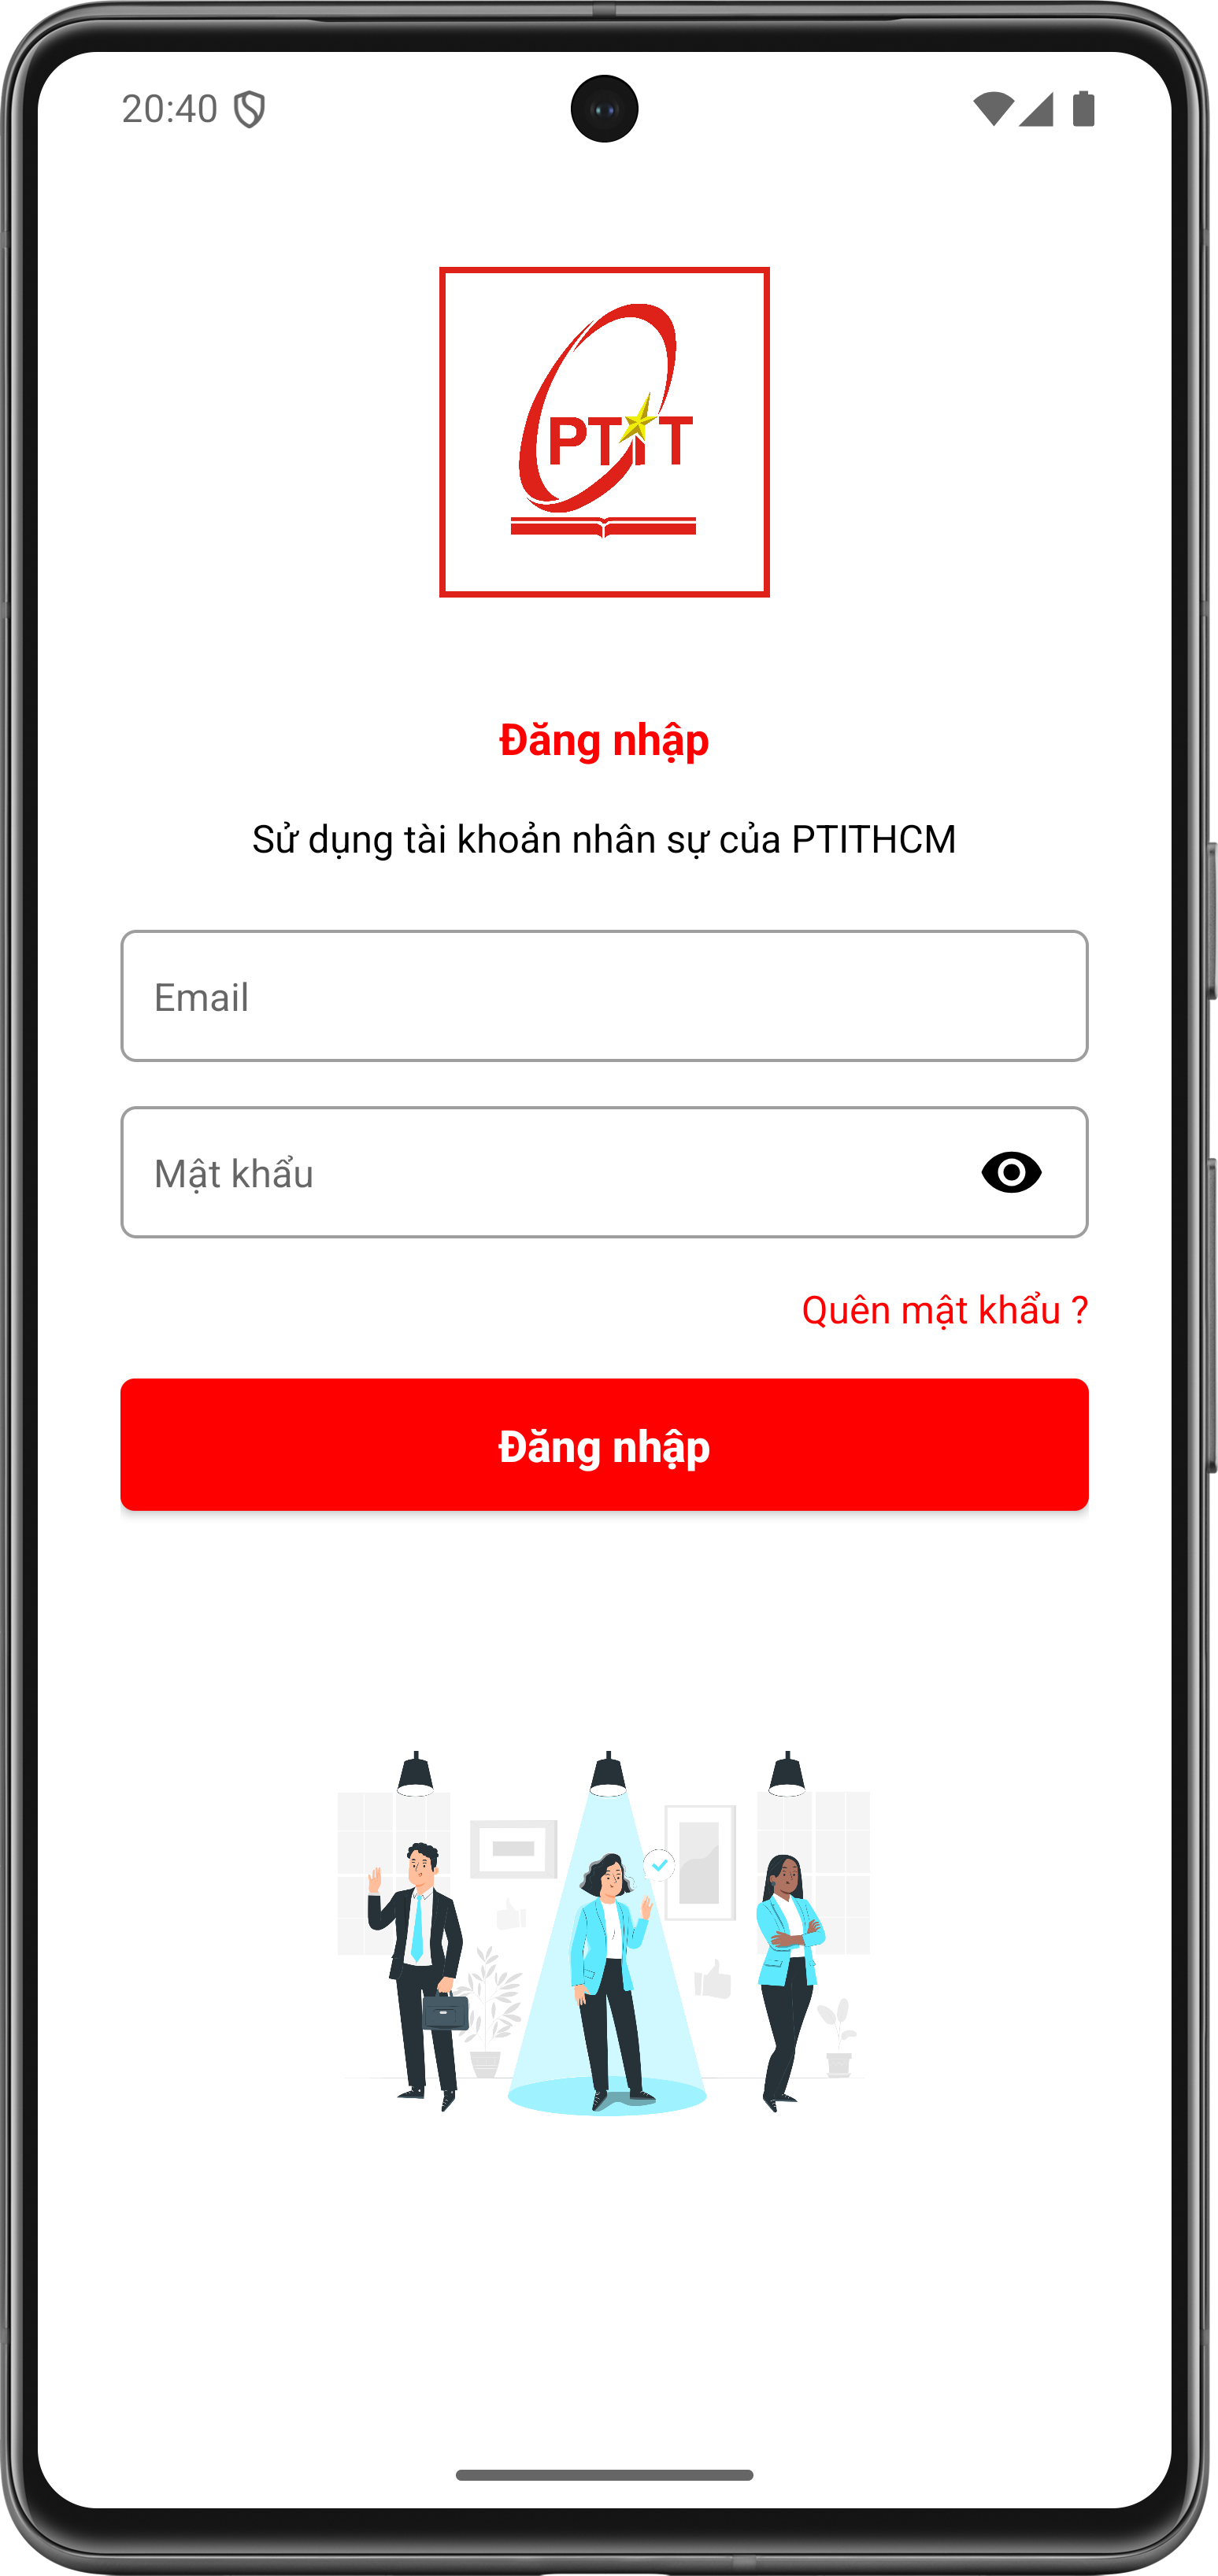 20:40
PTIT
Đăng nhập
Sử dụng tài khoản nhân sự của PTITHCM
Email
Mật khẩu
Quên mật khẩu ?
Đăng nhập